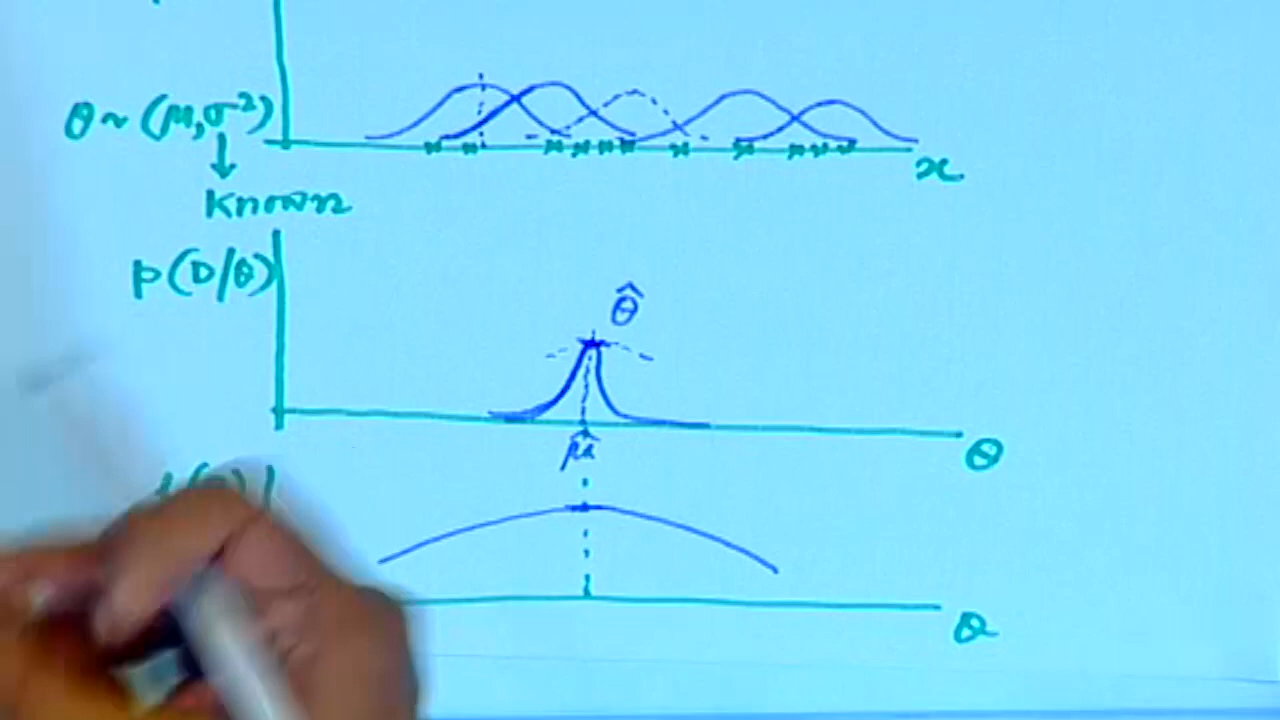 θ ~ (μ, σ²)
x
Known
p(D/θ)
θ̂
θ
μ̂
θ